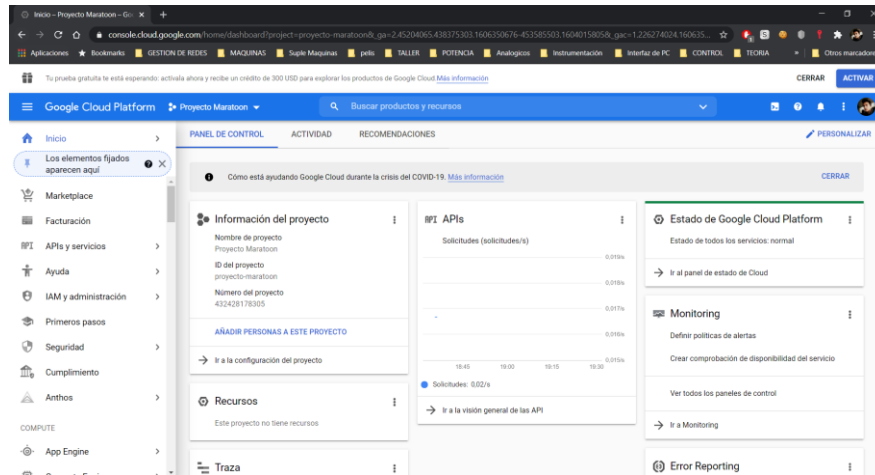 Inicio – Proyecto Maratoon – Go
console.cloud.google.com/home/dashboard?project=proyecto-maratoon&_ga=2.45204065.438375303.1606350676-453585503.1604015805&_gac=1.226274024.160635...
Aplicaciones Bookmarks GESTION DE REDES MAQUINAS Suple Maquinas pelis TALLER POTENCIA Analogicos Instrumentación Interfaz de PC CONTROL TEORIA » Otros marcadore
Tu prueba gratuita te está esperando: actívala ahora y recibe un crédito de 300 USD para explorar los productos de Google Cloud. Más información
CERRAR
ACTIVAR
Google Cloud Platform
Proyecto Maratoon
Buscar productos y recursos
Inicio
Los elementos fijados
aparecen aquí
Marketplace
Facturación
API APIs y servicios
Ayuda
IAM y administración
Primeros pasos
Seguridad
Cumplimiento
Anthos
COMPUTE
App Engine
PANEL DE CONTROL
ACTIVIDAD
RECOMENDACIONES
PERSONALIZAR
Cómo está ayudando Google Cloud durante la crisis del COVID-19. Más información
CERRAR
Información del proyecto
Nombre de proyecto
Proyecto Maratoon
ID del proyecto
proyecto-maratoon
Número del proyecto
432428178305
AÑADIR PERSONAS A ESTE PROYECTO
Ir a la configuración del proyecto
Recursos
Este proyecto no tiene recursos
Traza
API APIs
Solicitudes (solicitudes/s)
0,019/s
0,018/s
0,017/s
0,016/s
0,015/s
18:45 19:00 19:15 19:30
Solicitudes: 0,02/s
Ir a la visión general de las API
Estado de Google Cloud Platform
Estado de todos los servicios: normal
Ir al panel de estado de Cloud
Monitoring
Definir políticas de alertas
Crear comprobación de disponibilidad del servicio
Ver todos los paneles de control
Ir a Monitoring
Error Reporting